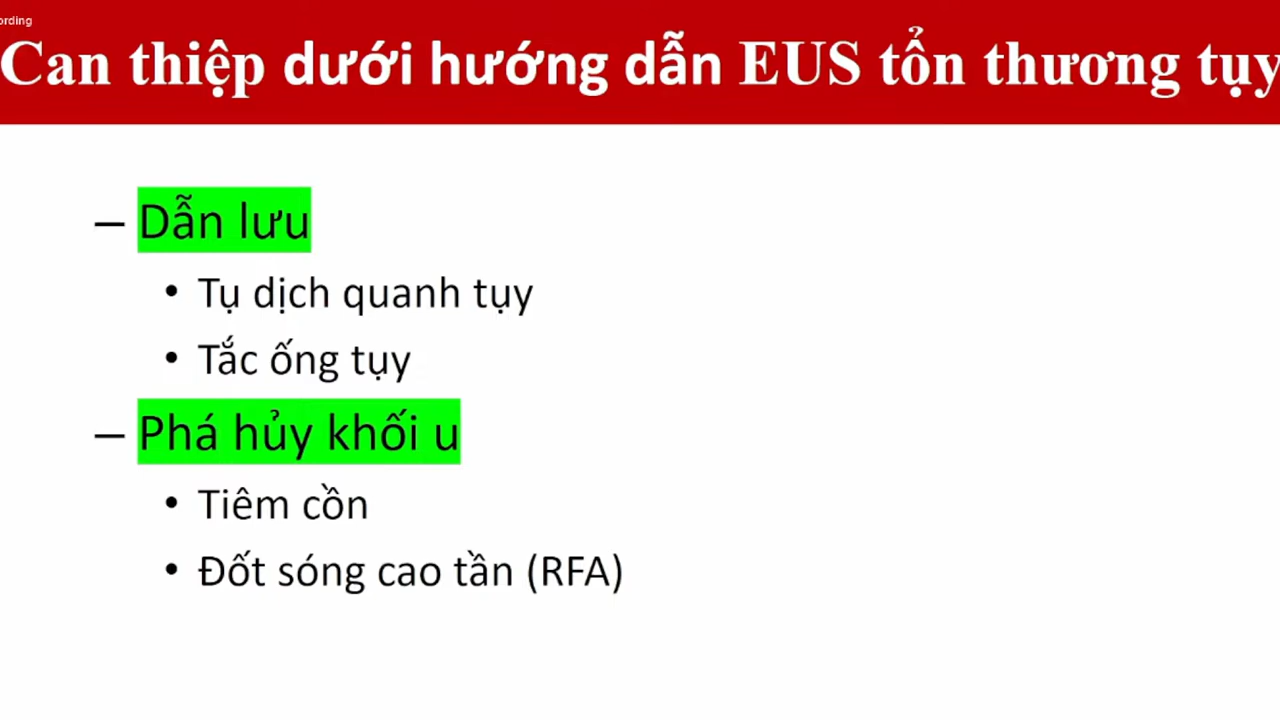 ording
Can thiệp dưới hướng dẫn EUS tổn thương tụy
– Dẫn lưu
• Tụ dịch quanh tụy
• Tắc ống tụy
– Phá hủy khối u
• Tiêm cồn
• Đốt sóng cao tần (RFA)